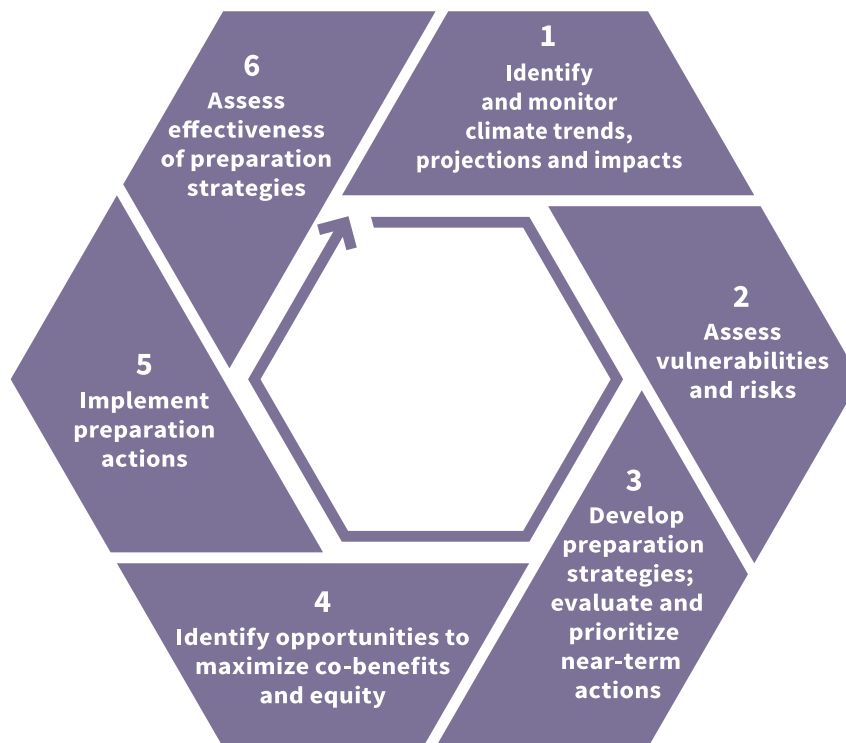 1
Identify
and monitor
climate trends,
projections and impacts
2
Assess
vulnerabilities
and risks
3
Develop
preparation
strategies;
evaluate and
prioritize
near-term
actions
4
Identify opportunities to
maximize co-benefits
and equity
5
Implement
preparation
actions
6
Assess
effectiveness
of preparation
strategies